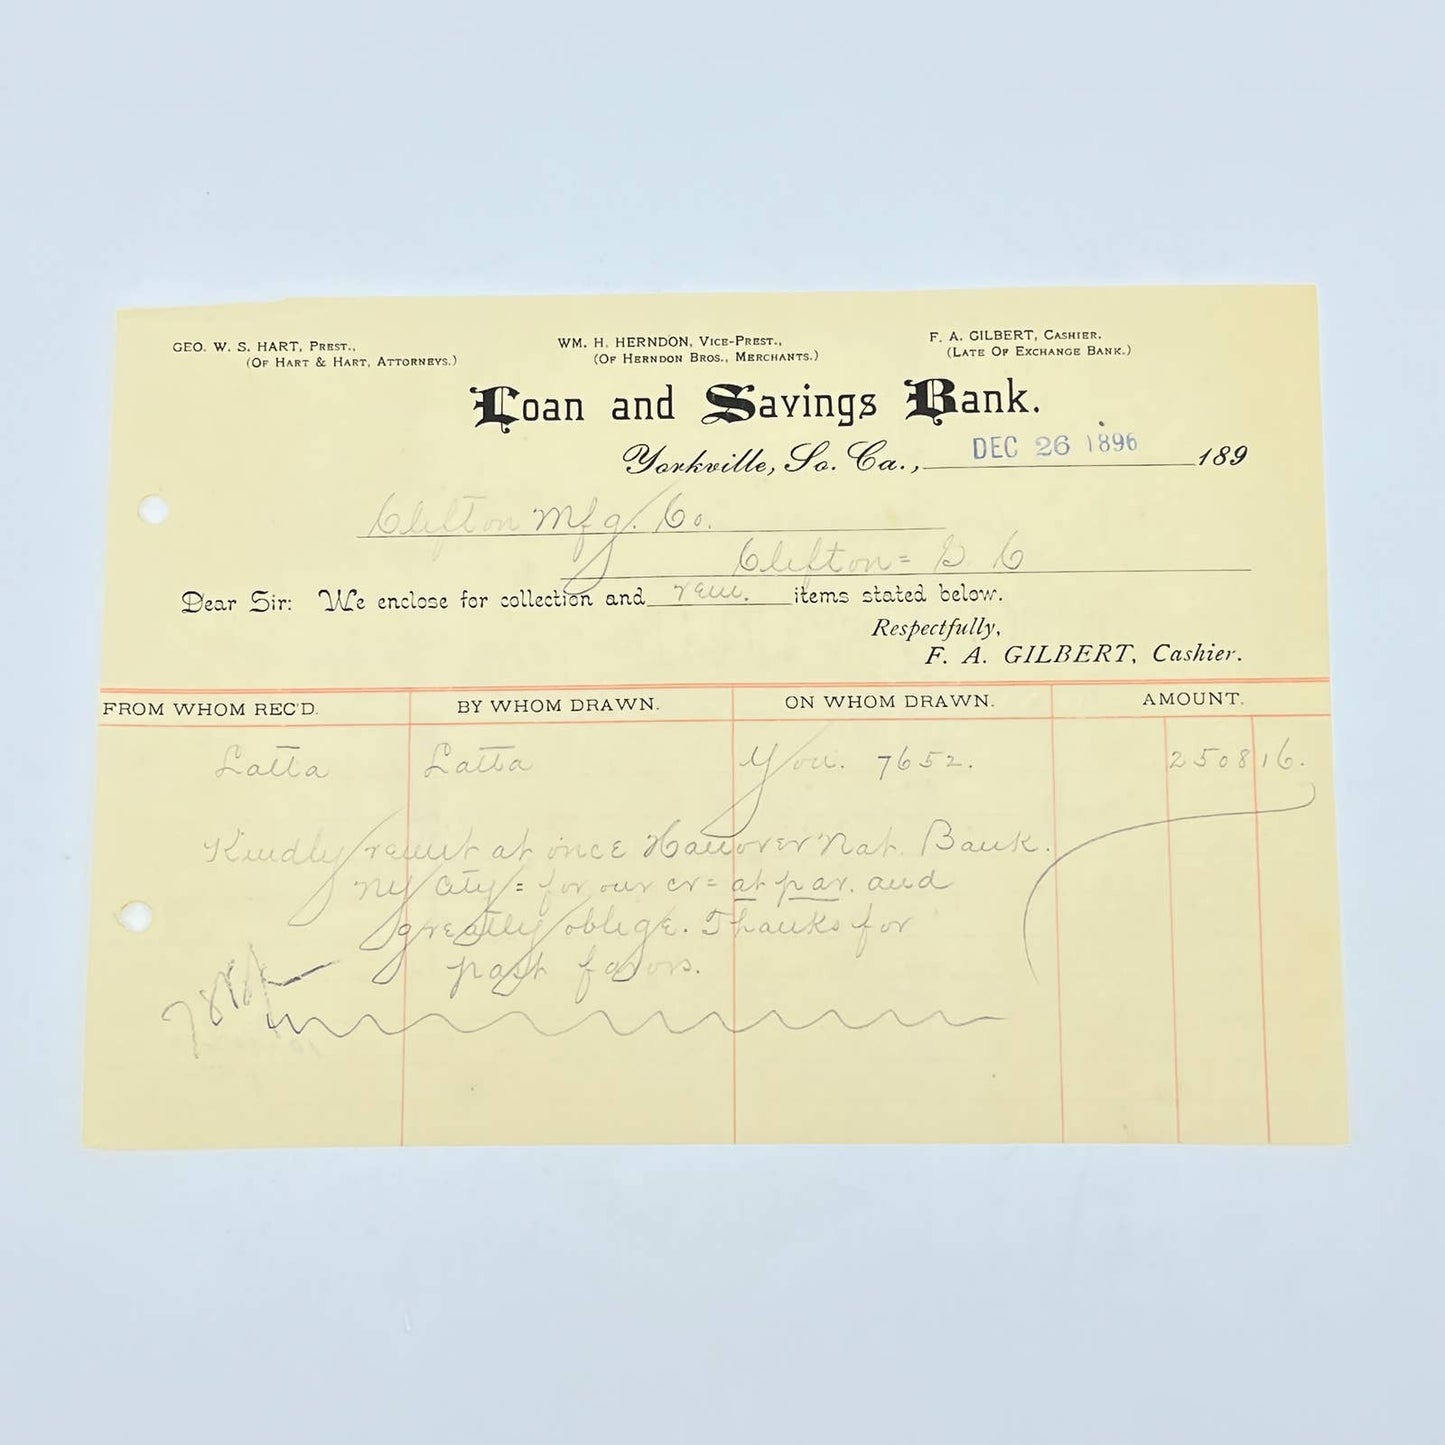 GEO. W. S. HART, PREST.,
(OF HART & HART, ATTORNEYS.)
WM. H. HERNDON, VICE-PREST.,
(OF HERNDON BROS., MERCHANTS.)
F. A. GILBERT, CASHIER,
(LATE OF EXCHANGE BANK.)
Loan and Savings Bank.
Yorkville, So. Ca., DEC 26 1896 189
Clifton Mfg. Co.
Clifton = S. C
Dear Sir: We enclose for collection and rem. items stated below.
Respectfully,
F. A. GILBERT, Cashier.
FROM WHOM REC'D. BY WHOM DRAWN. ON WHOM DRAWN. AMOUNT.
Latta Latta You. 7652. 2508 16.
Kindly remit at once Hanover Nat. Bank.
NY City = for our cr = at par. and
greatly oblige. Thanks for
past favors.